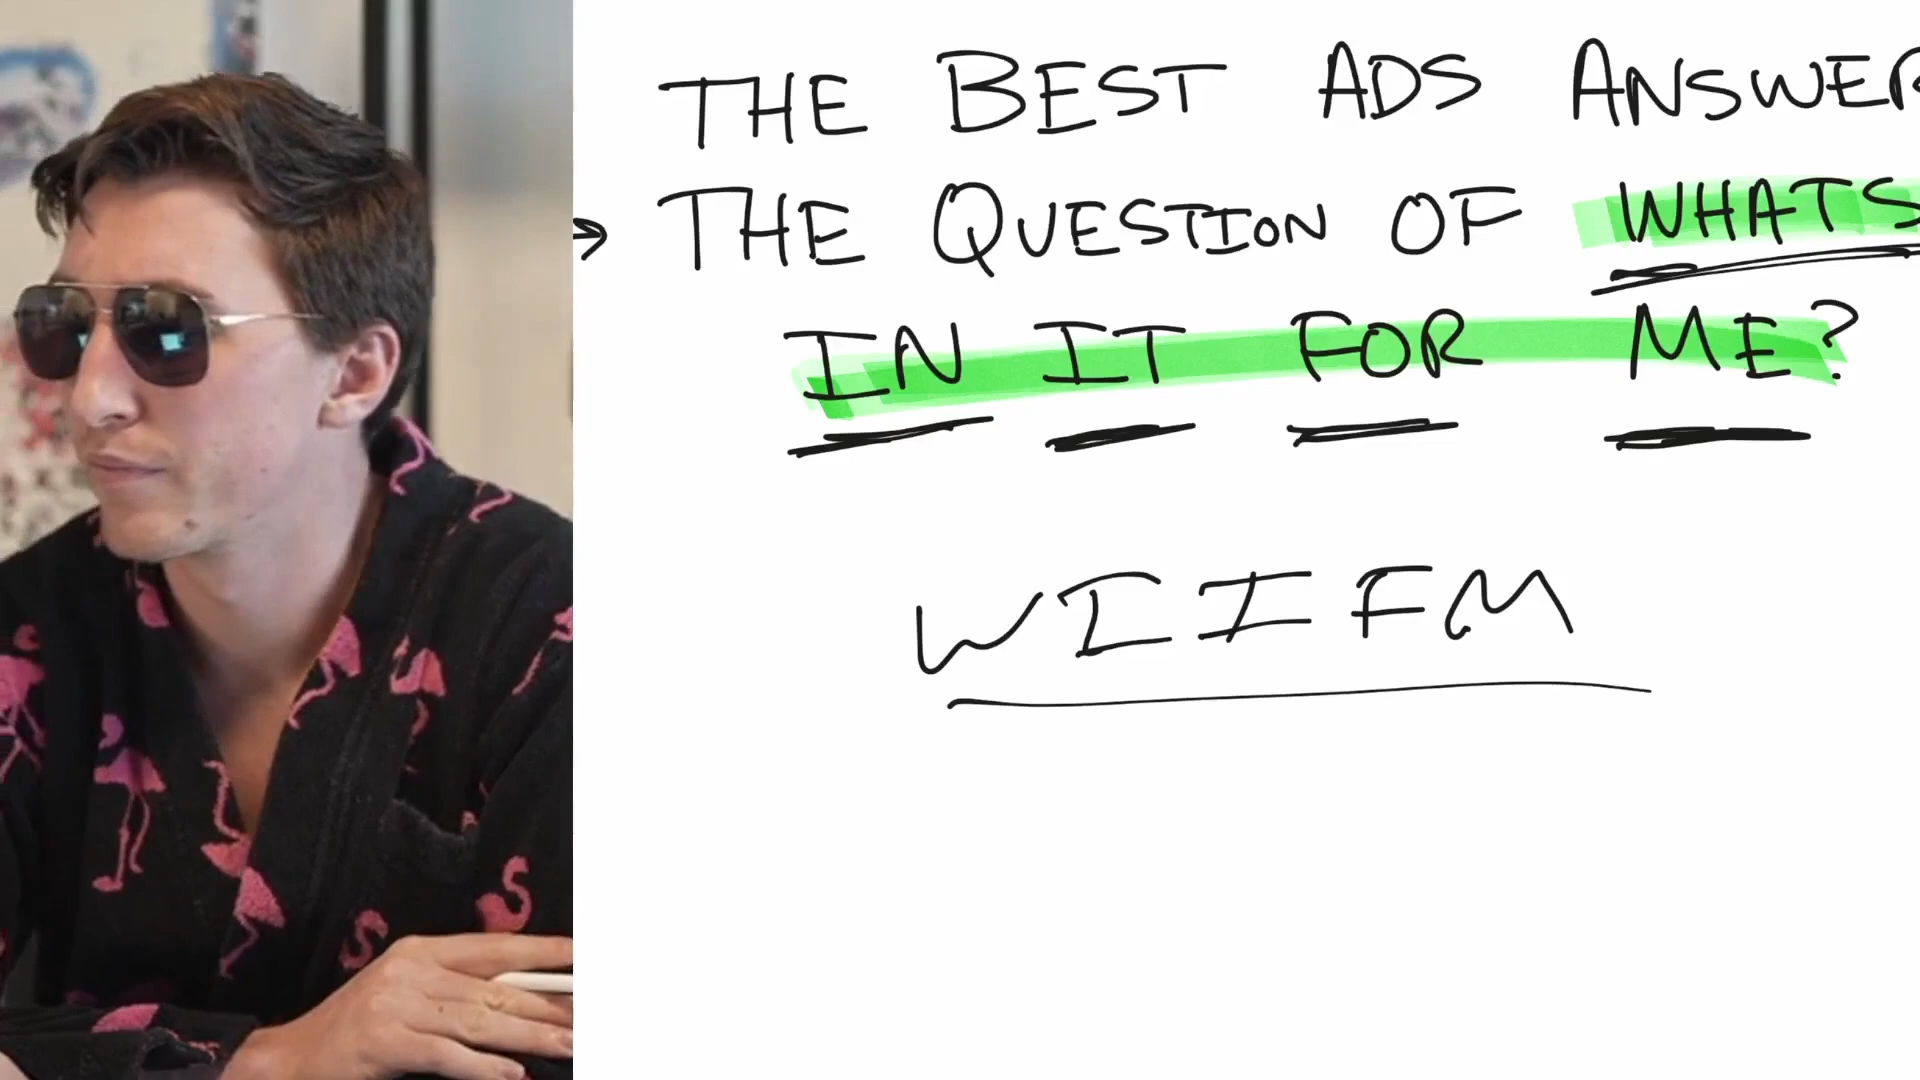 THE BEST ADS ANSWER
THE QUESTION OF WHATS
IN IT FOR ME?
WIIFM